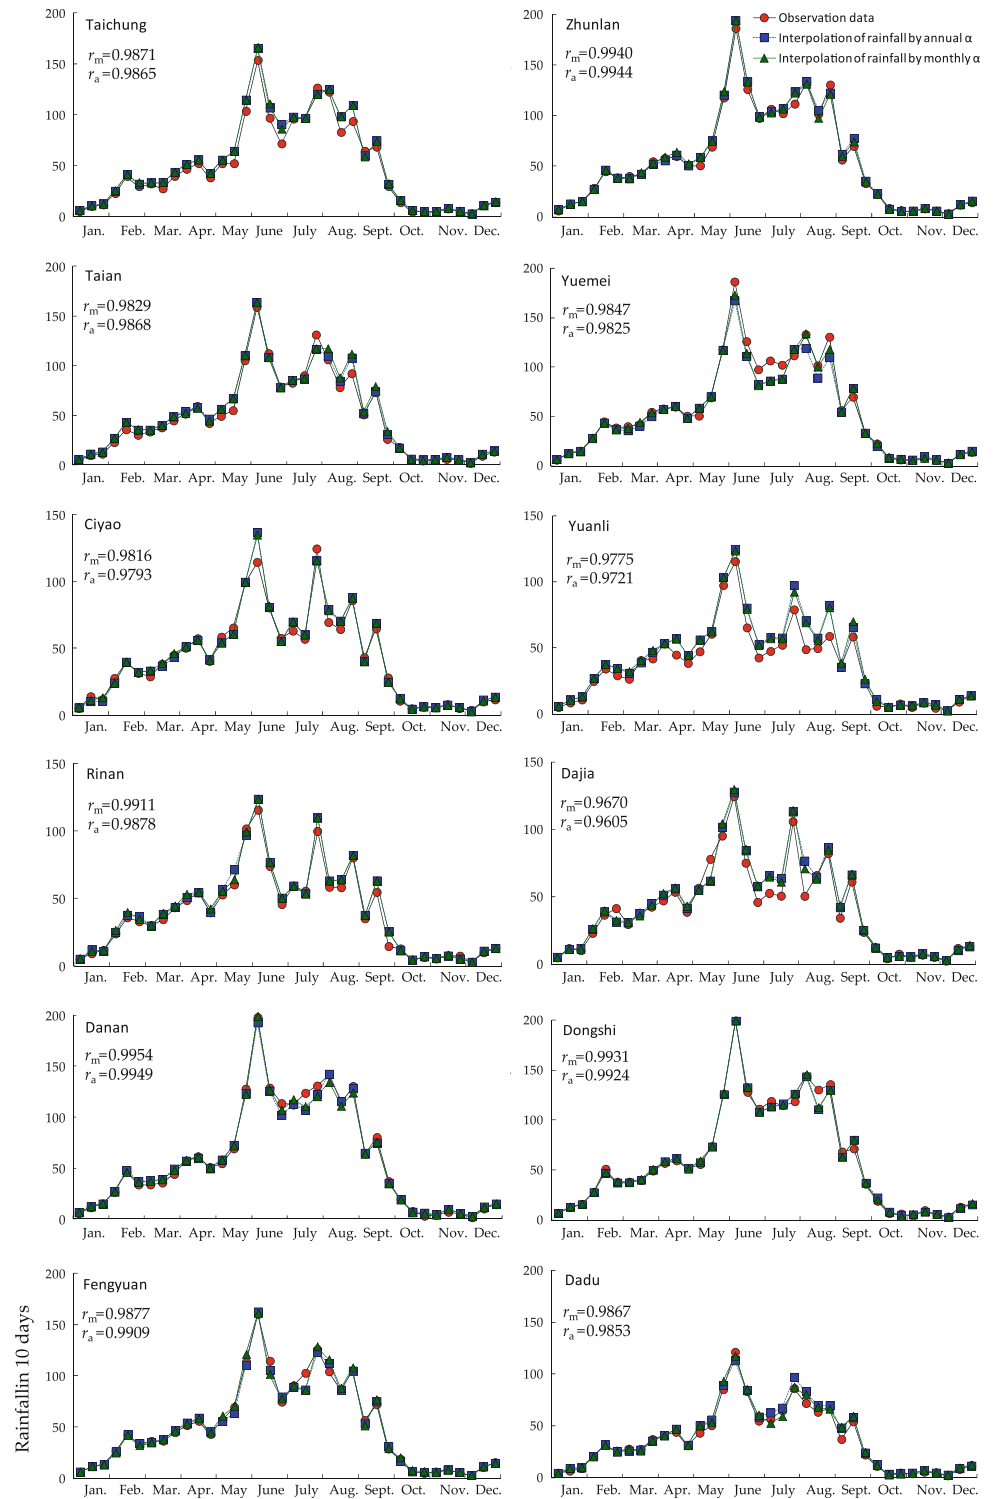 Taichung
rm=0.9871
ra=0.9865
200
150
100
50
0
Jan. Feb. Mar. Apr. May June July Aug. Sept. Oct. Nov. Dec.
Zhunlan
rm=0.9940
ra=0.9944
Observation data
Interpolation of rainfall by annual α
Interpolation of rainfall by monthly α
200
150
100
50
0
Jan. Feb. Mar. Apr. May June July Aug. Sept. Oct. Nov. Dec.
Taian
rm=0.9829
ra=0.9868
200
150
100
50
0
Jan. Feb. Mar. Apr. May June July Aug. Sept. Oct. Nov. Dec.
Yuemei
rm=0.9847
ra=0.9825
200
150
100
50
0
Jan. Feb. Mar. Apr. May June July Aug. Sept. Oct. Nov. Dec.
Ciyao
rm=0.9816
ra=0.9793
150
100
50
0
Jan. Feb. Mar. Apr. May June July Aug. Sept. Oct. Nov. Dec.
Yuanli
rm=0.9775
ra=0.9721
150
100
50
0
Jan. Feb. Mar. Apr. May June July Aug. Sept. Oct. Nov. Dec.
Rinan
rm=0.9911
ra=0.9878
150
100
50
0
Jan. Feb. Mar. Apr. May June July Aug. Sept. Oct. Nov. Dec.
Dajia
rm=0.9670
ra=0.9605
150
100
50
0
Jan. Feb. Mar. Apr. May June July Aug. Sept. Oct. Nov. Dec.
Danan
rm=0.9954
ra=0.9949
200
150
100
50
0
Jan. Feb. Mar. Apr. May June July Aug. Sept. Oct. Nov. Dec.
Dongshi
rm=0.9931
ra=0.9924
200
150
100
50
0
Jan. Feb. Mar. Apr. May June July Aug. Sept. Oct. Nov. Dec.
Fengyuan
rm=0.9877
ra=0.9909
200
150
100
50
0
Rainfallin 10 days
Jan. Feb. Mar. Apr. May June July Aug. Sept. Oct. Nov. Dec.
Dadu
rm=0.9867
ra=0.9853
200
150
100
50
0
Jan. Feb. Mar. Apr. May June July Aug. Sept. Oct. Nov. Dec.